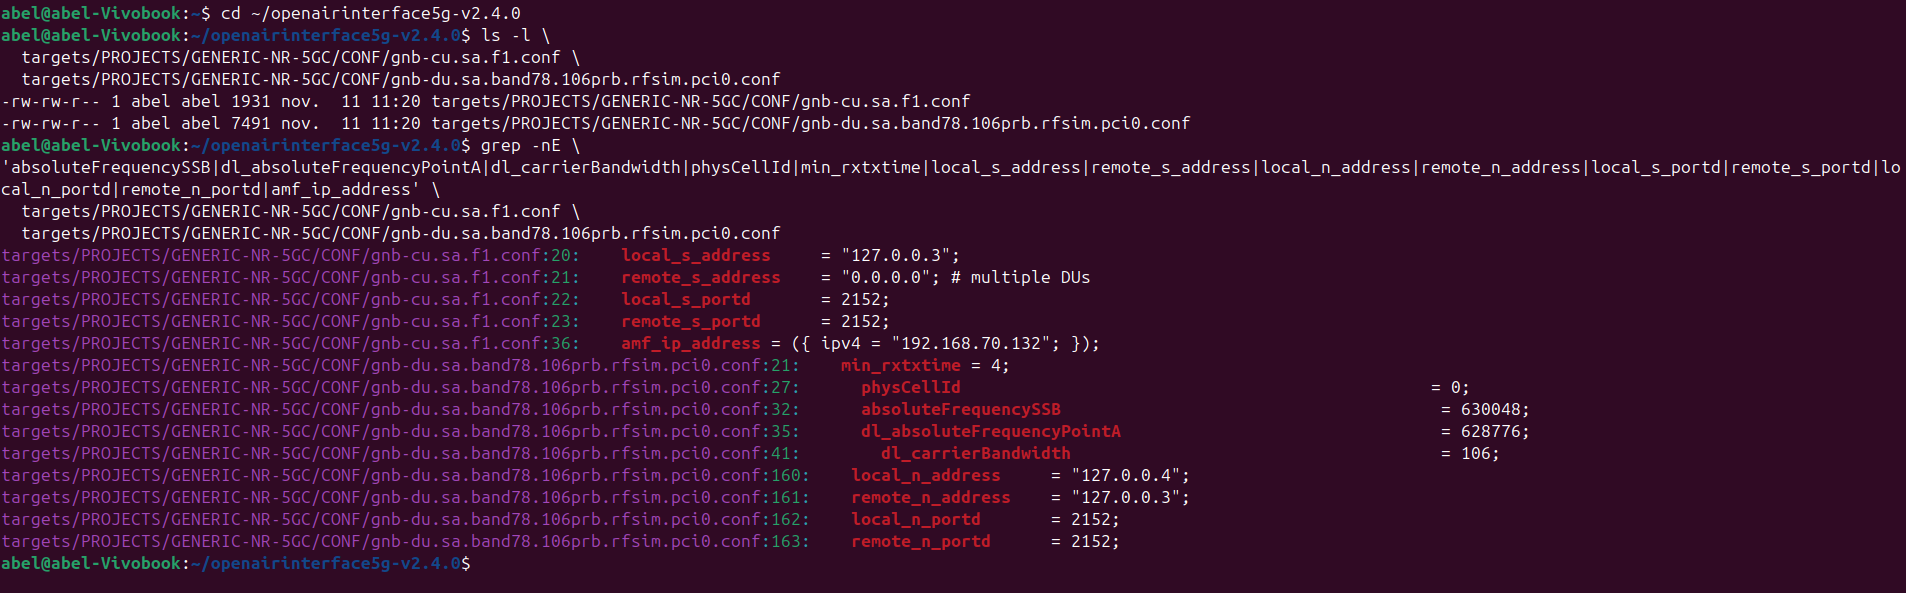 abel@abel-Vivobook:~$ cd ~/openairinterface5g-v2.4.0
abel@abel-Vivobook:~/openairinterface5g-v2.4.0$ ls -l \
  targets/PROJECTS/GENERIC-NR-5GC/CONF/gnb-cu.sa.f1.conf \
  targets/PROJECTS/GENERIC-NR-5GC/CONF/gnb-du.sa.band78.106prb.rfsim.pci0.conf
-rw-rw-r-- 1 abel abel 1931 nov.  11 11:20 targets/PROJECTS/GENERIC-NR-5GC/CONF/gnb-cu.sa.f1.conf
-rw-rw-r-- 1 abel abel 7491 nov.  11 11:20 targets/PROJECTS/GENERIC-NR-5GC/CONF/gnb-du.sa.band78.106prb.rfsim.pci0.conf
abel@abel-Vivobook:~/openairinterface5g-v2.4.0$ grep -nE \
'absoluteFrequencySSB|dl_absoluteFrequencyPointA|dl_carrierBandwidth|physCellId|min_rxtxtime|local_s_address|remote_s_address|local_n_address|remote_n_address|local_s_portd|remote_s_portd|lo
cal_n_portd|remote_n_portd|amf_ip_address' \
  targets/PROJECTS/GENERIC-NR-5GC/CONF/gnb-cu.sa.f1.conf \
  targets/PROJECTS/GENERIC-NR-5GC/CONF/gnb-du.sa.band78.106prb.rfsim.pci0.conf
targets/PROJECTS/GENERIC-NR-5GC/CONF/gnb-cu.sa.f1.conf:20:    local_s_address     = "127.0.0.3";
targets/PROJECTS/GENERIC-NR-5GC/CONF/gnb-cu.sa.f1.conf:21:    remote_s_address    = "0.0.0.0"; # multiple DUs
targets/PROJECTS/GENERIC-NR-5GC/CONF/gnb-cu.sa.f1.conf:22:    local_s_portd       = 2152;
targets/PROJECTS/GENERIC-NR-5GC/CONF/gnb-cu.sa.f1.conf:23:    remote_s_portd      = 2152;
targets/PROJECTS/GENERIC-NR-5GC/CONF/gnb-cu.sa.f1.conf:36:    amf_ip_address = ({ ipv4 = "192.168.70.132"; });
targets/PROJECTS/GENERIC-NR-5GC/CONF/gnb-du.sa.band78.106prb.rfsim.pci0.conf:21:    min_rxtxtime = 4;
targets/PROJECTS/GENERIC-NR-5GC/CONF/gnb-du.sa.band78.106prb.rfsim.pci0.conf:27:      physCellId                                               = 0;
targets/PROJECTS/GENERIC-NR-5GC/CONF/gnb-du.sa.band78.106prb.rfsim.pci0.conf:32:      absoluteFrequencySSB                                      = 630048;
targets/PROJECTS/GENERIC-NR-5GC/CONF/gnb-du.sa.band78.106prb.rfsim.pci0.conf:35:      dl_absoluteFrequencyPointA                                = 628776;
targets/PROJECTS/GENERIC-NR-5GC/CONF/gnb-du.sa.band78.106prb.rfsim.pci0.conf:41:        dl_carrierBandwidth                                     = 106;
targets/PROJECTS/GENERIC-NR-5GC/CONF/gnb-du.sa.band78.106prb.rfsim.pci0.conf:160:    local_n_address     = "127.0.0.4";
targets/PROJECTS/GENERIC-NR-5GC/CONF/gnb-du.sa.band78.106prb.rfsim.pci0.conf:161:    remote_n_address    = "127.0.0.3";
targets/PROJECTS/GENERIC-NR-5GC/CONF/gnb-du.sa.band78.106prb.rfsim.pci0.conf:162:    local_n_portd       = 2152;
targets/PROJECTS/GENERIC-NR-5GC/CONF/gnb-du.sa.band78.106prb.rfsim.pci0.conf:163:    remote_n_portd      = 2152;
abel@abel-Vivobook:~/openairinterface5g-v2.4.0$